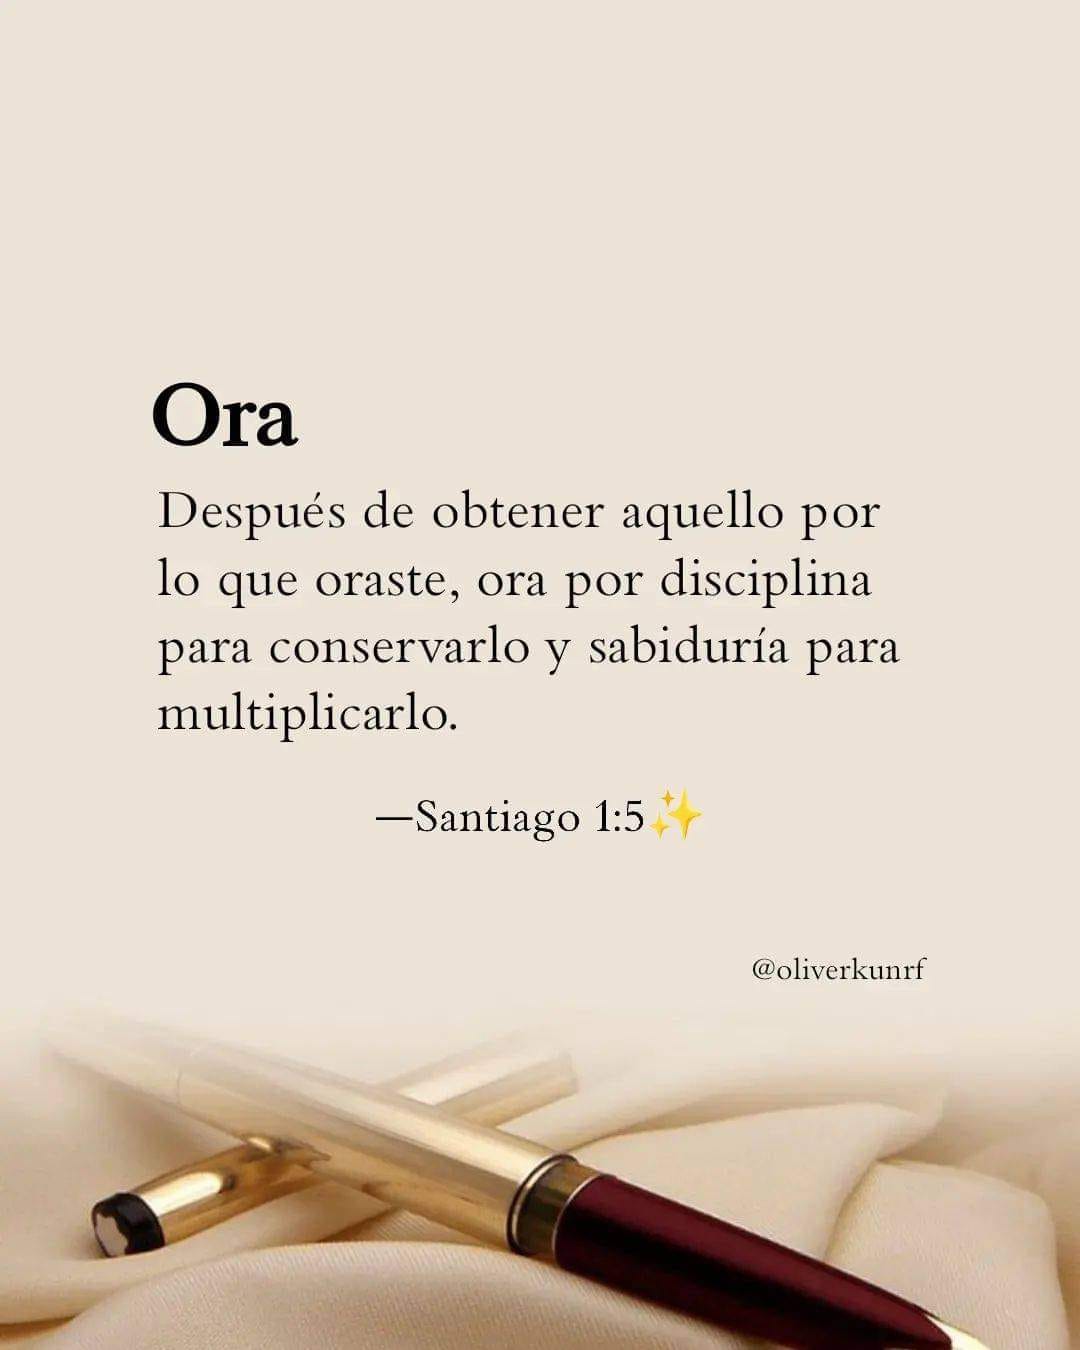 Ora
Después de obtener aquello por
lo que oraste, ora por disciplina
para conservarlo y sabiduría para
multiplicarlo.
—Santiago 1:5✨
@oliverkunrf